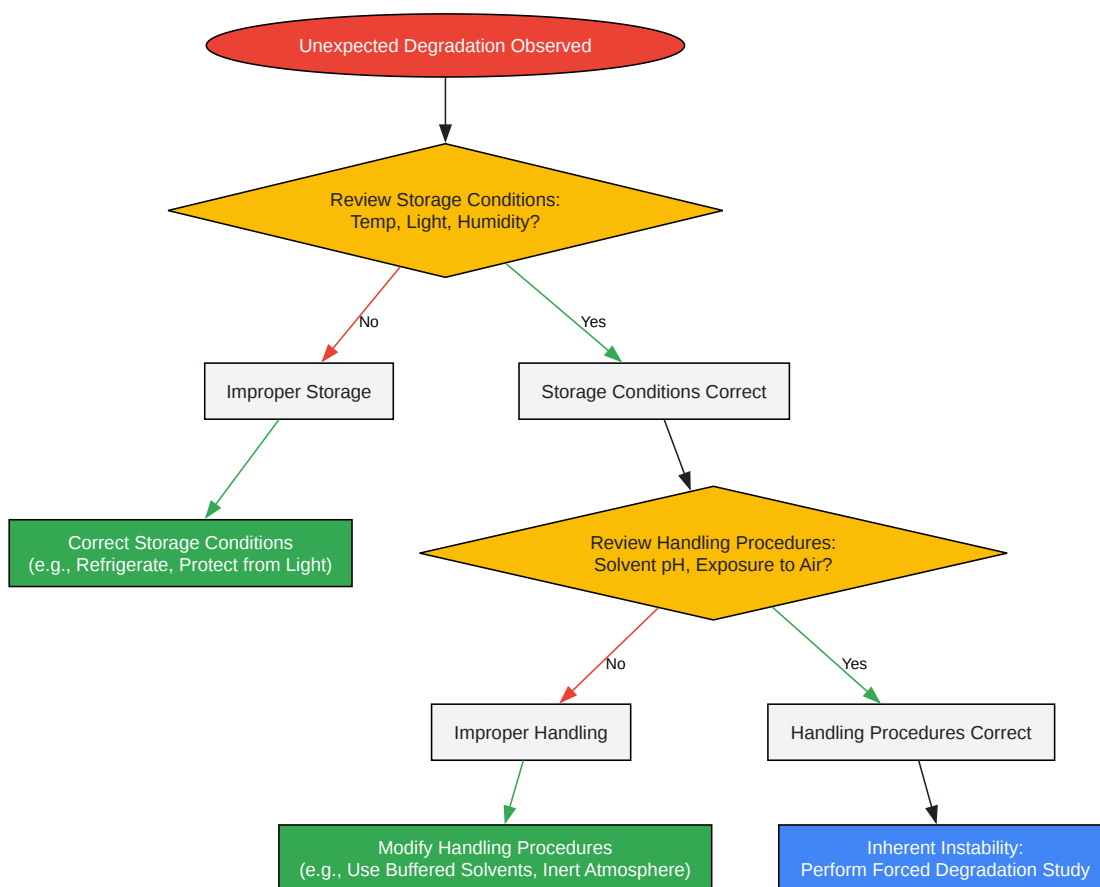 Unexpected Degradation Observed
Review Storage Conditions:
Temp, Light, Humidity?
No
Yes
Improper Storage
Storage Conditions Correct
Correct Storage Conditions
(e.g., Refrigerate, Protect from Light)
Review Handling Procedures:
Solvent pH, Exposure to Air?
No
Yes
Improper Handling
Handling Procedures Correct
Modify Handling Procedures
(e.g., Use Buffered Solvents, Inert Atmosphere)
Inherent Instability:
Perform Forced Degradation Study